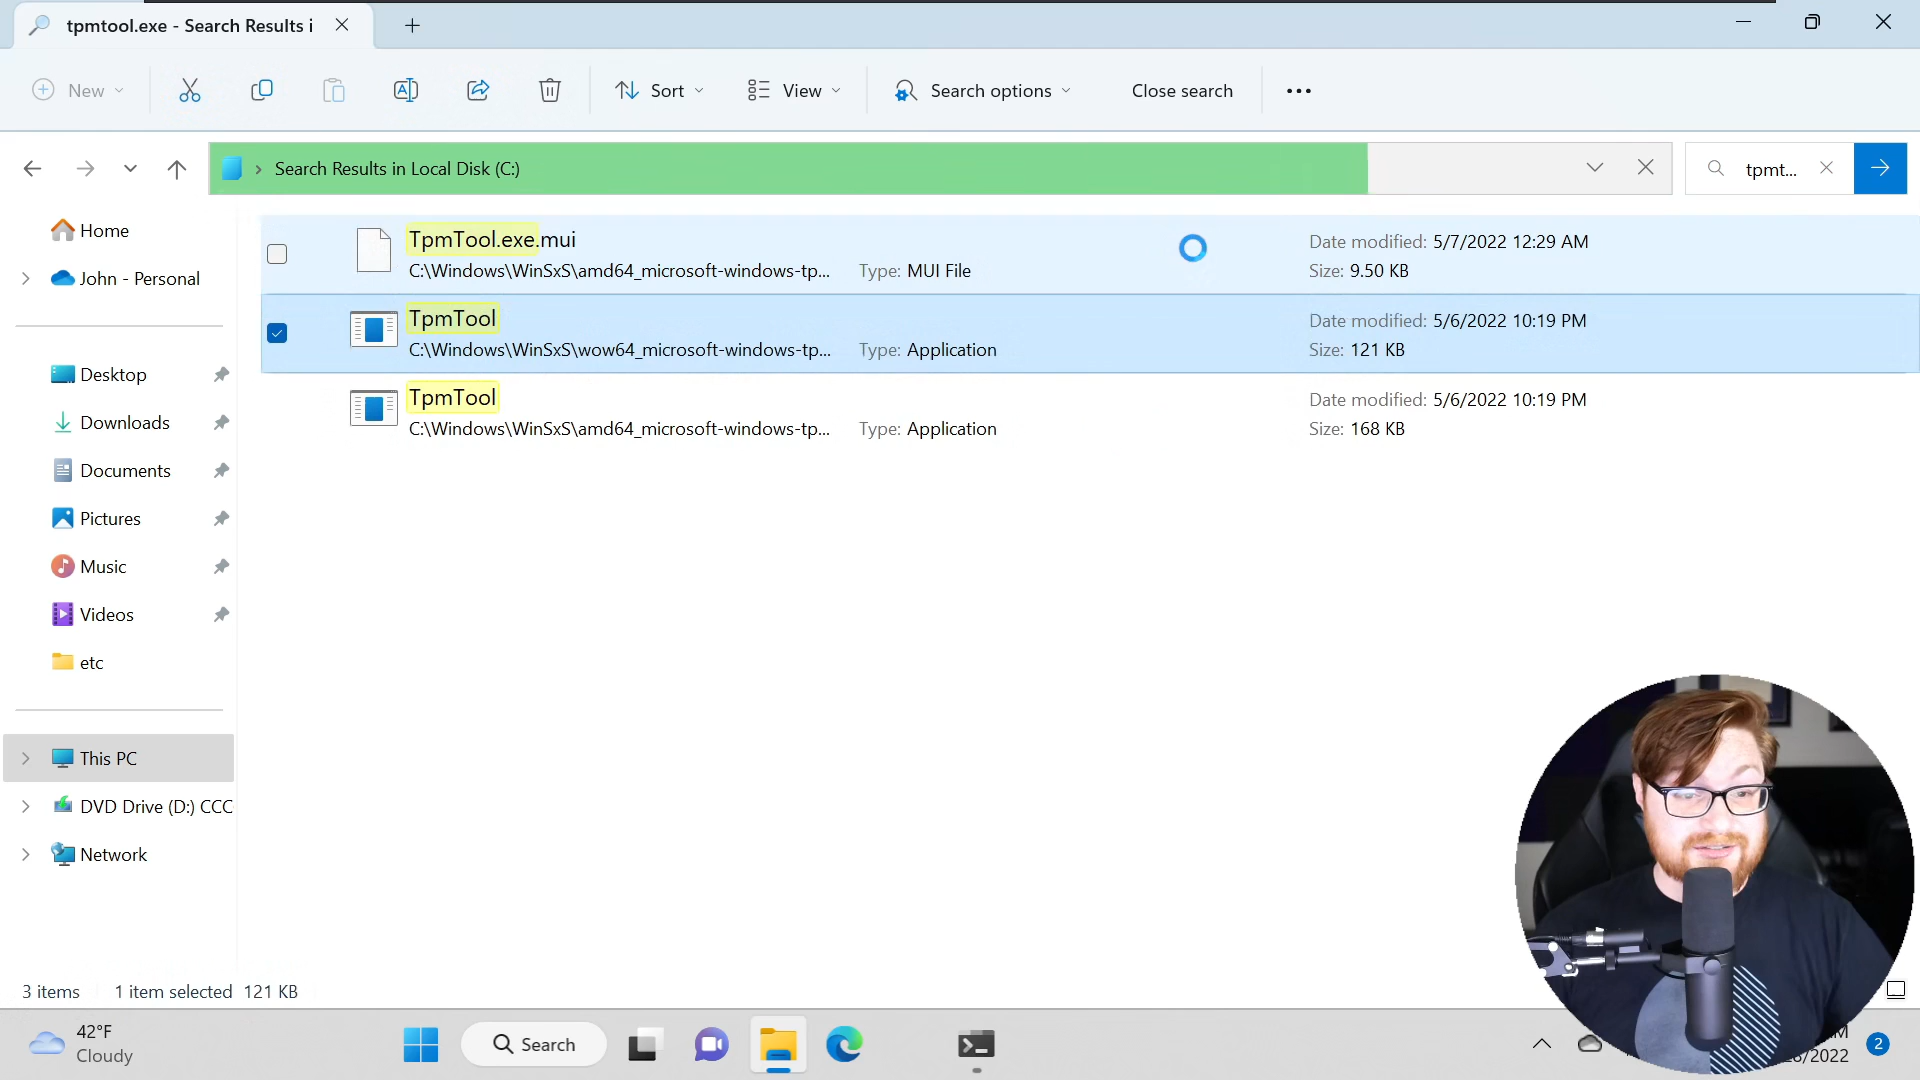 tpmtool.exe - Search Results i
New
Sort
View
Search options
Close search
Search Results in Local Disk (C:)
tpmt...
Home
John - Personal
Desktop
Downloads
Documents
Pictures
Music
Videos
etc
This PC
DVD Drive (D:) CCC
Network
TpmTool.exe.mui
C:\Windows\WinSxS\amd64_microsoft-windows-tp... Type: MUI File
Date modified: 5/7/2022 12:29 AM
Size: 9.50 KB
TpmTool
C:\Windows\WinSxS\wow64_microsoft-windows-tp... Type: Application
Date modified: 5/6/2022 10:19 PM
Size: 121 KB
TpmTool
C:\Windows\WinSxS\amd64_microsoft-windows-tp... Type: Application
Date modified: 5/6/2022 10:19 PM
Size: 168 KB
3 items 1 item selected 121 KB
42°F
Cloudy
Search
M
8/2022
2